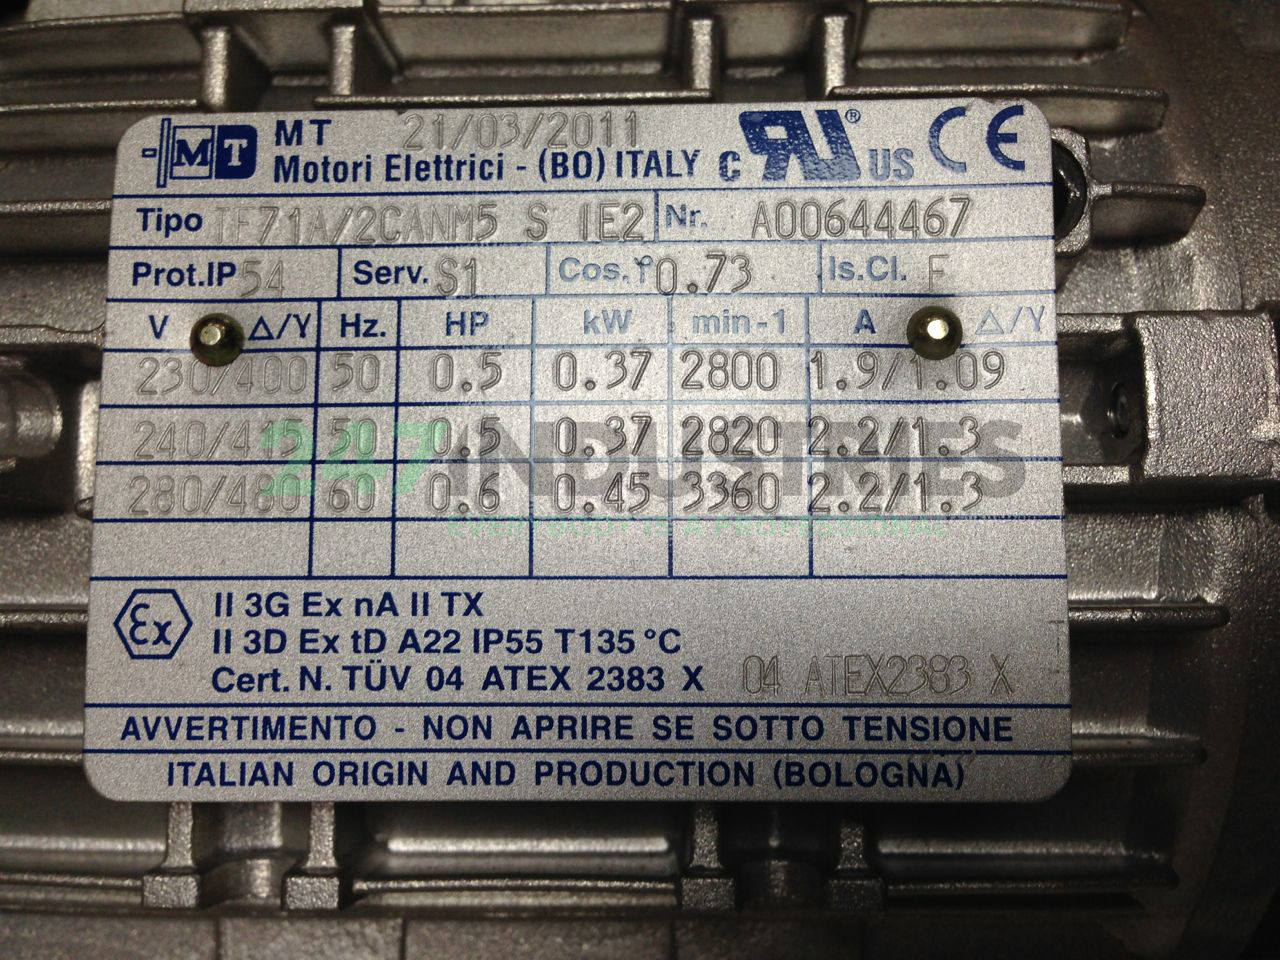 MT MT 21/03/2011
Motori Elettrici - (BO) ITALY c RU® US CE
Tipo TF71A/2CANM5 S IE2 Nr. A00644467
Prot.IP 54 Serv. S1 Cos.φ 0.73 Is.Cl. F
V Δ/Y Hz. HP kW min-1 A Δ/Y
230/400 50 0.5 0.37 2800 1.9/1.09
240/415 50 0.5 0.37 2820 2.2/1.3
280/480 60 0.6 0.45 3360 2.2/1.3
247 INDUSTRIES
Ex II 3G Ex nA II TX
II 3D Ex tD A22 IP55 T135 °C
Cert. N. TÜV 04 ATEX 2383 X 04 ATEX2383 X
AVVERTIMENTO - NON APRIRE SE SOTTO TENSIONE
ITALIAN ORIGIN AND PRODUCTION (BOLOGNA)